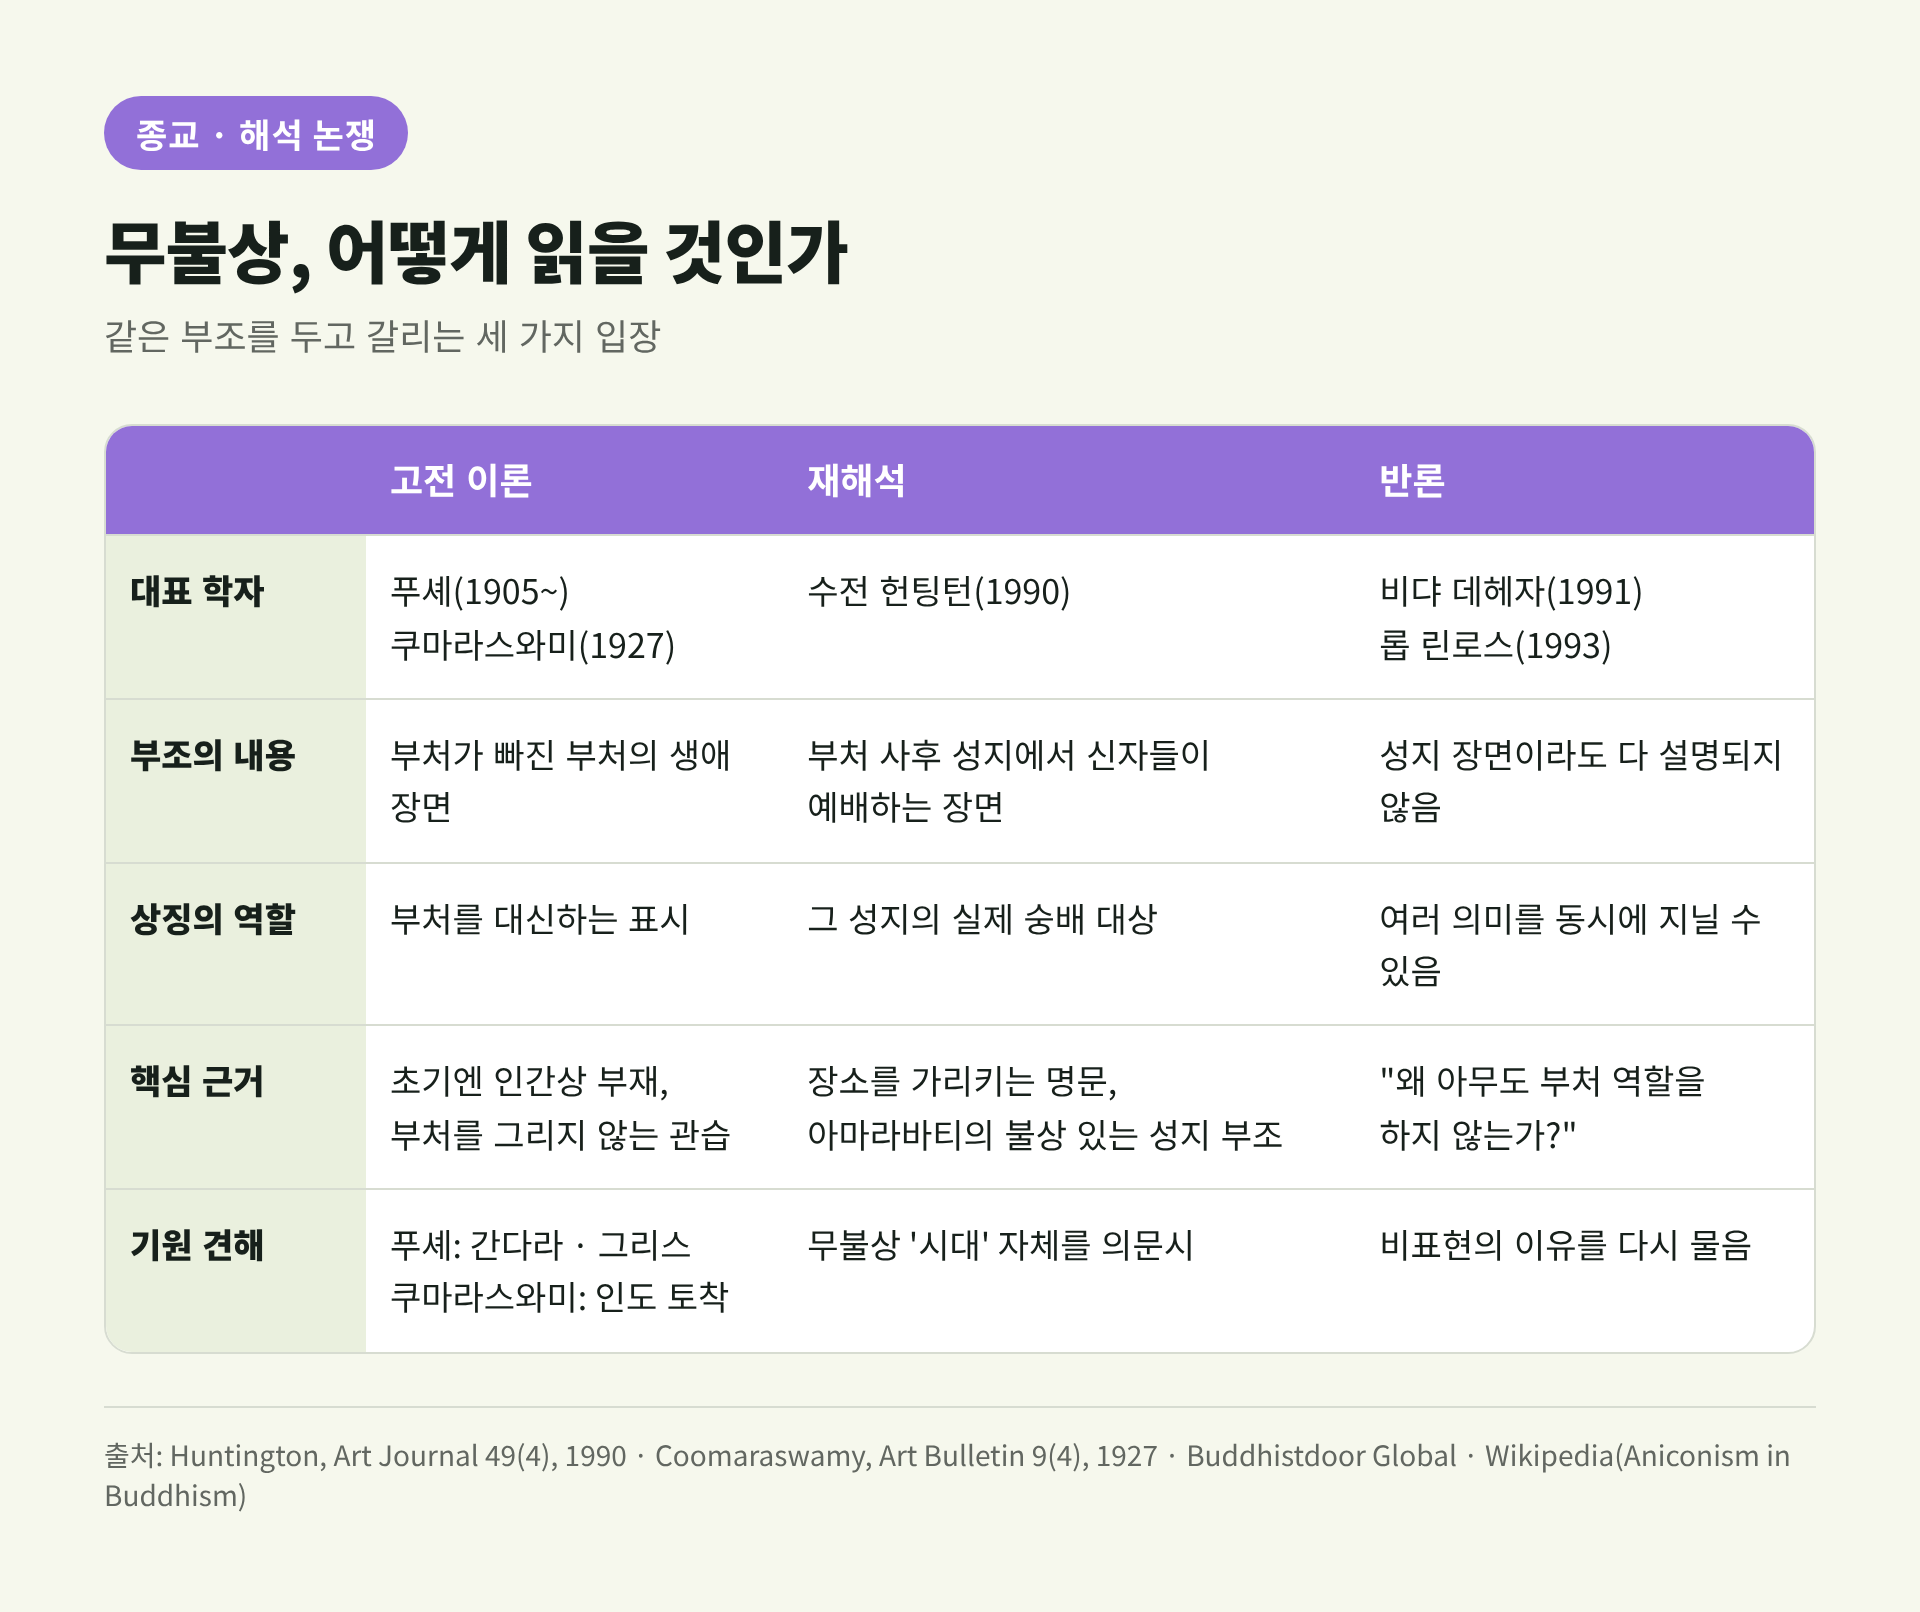 종교 · 해석 논쟁
무불상, 어떻게 읽을 것인가
같은 부조를 두고 갈리는 세 가지 입장
고전 이론 재해석 반론
대표 학자 푸셰(1905~) 수전 헌팅턴(1990) 비댜 데헤자(1991)
쿠마라스와미(1927) 롭 린로스(1993)
부조의 내용 부처가 빠진 부처의 생애 부처 사후 성지에서 신자들이 성지 장면이라도 다 설명되지
장면 예배하는 장면 않음
상징의 역할 부처를 대신하는 표시 그 성지의 실제 숭배 대상 여러 의미를 동시에 지닐 수
있음
핵심 근거 초기엔 인간상 부재, 장소를 가리키는 명문, "왜 아무도 부처 역할을
부처를 그리지 않는 관습 아마라바티의 불상 있는 성지 부조 하지 않는가?"
기원 견해 푸셰: 간다라 · 그리스 무불상 '시대' 자체를 의문시 비표현의 이유를 다시 물음
쿠마라스와미: 인도 토착
출처: Huntington, Art Journal 49(4), 1990 · Coomaraswamy, Art Bulletin 9(4), 1927 · Buddhistdoor Global · Wikipedia(Aniconism in
Buddhism)